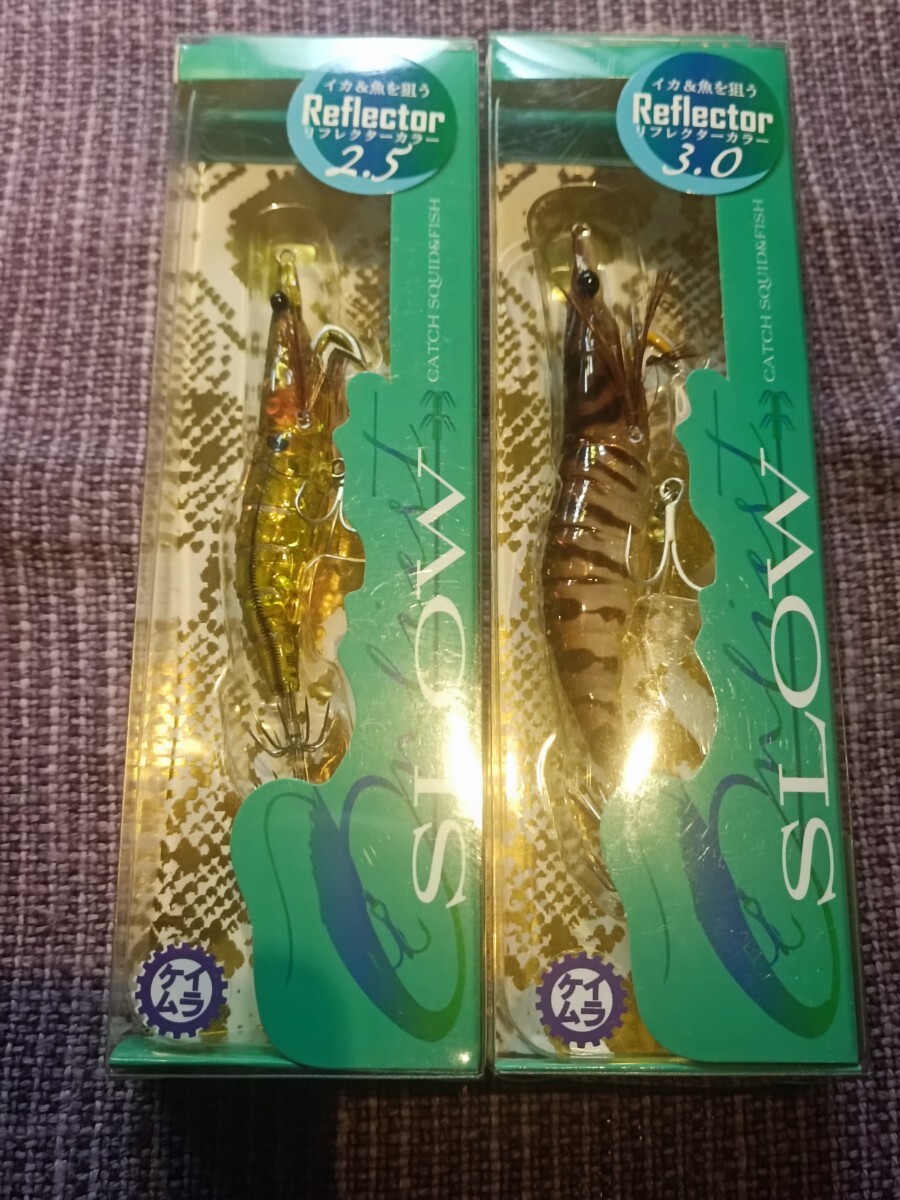 イカ&魚を狙う
Reflector
リフレクターカラー
2.5
CATCH SQUID&FISH
SLOW
ケイ
ムラ
イカ&魚を狙う
Reflector
リフレクターカラー
3.0
CATCH SQUID&FISH
SLOW
ケイ
ムラ